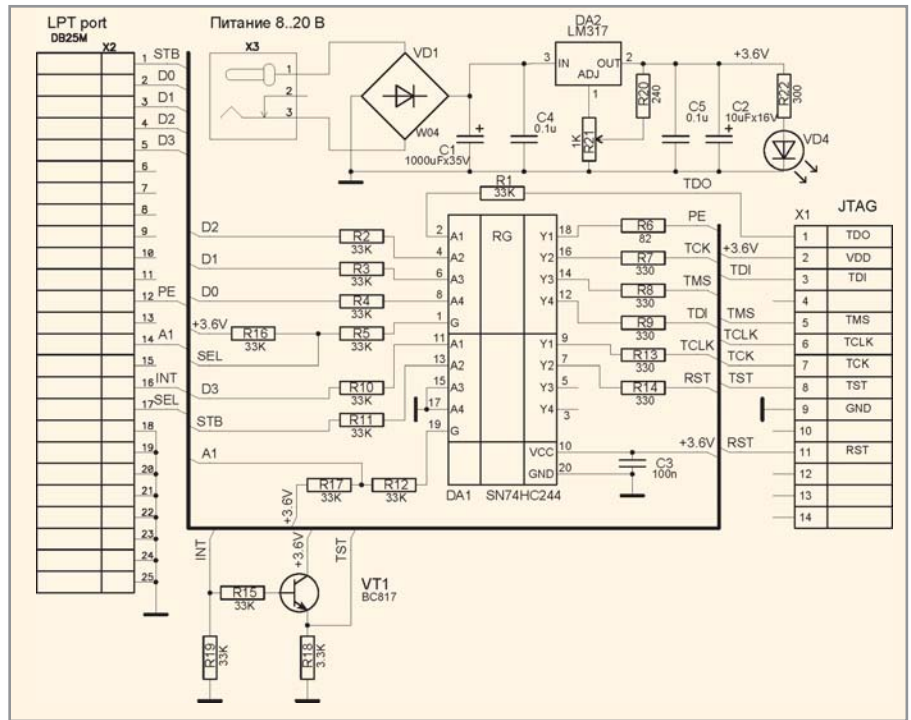 LPT port
DB25M
X2
Питание 8..20 В
X3
1
2
3
VD1
W04
C1
1000uFx35V
C4
0.1u
DA2
LM317
3 IN OUT 2
ADJ
1
+3.6V
R20
240
R21
1K
C5
0.1u
C2
10uFx16V
R22
300
VD4
1 STB
2 D0
3 D1
4 D2
5 D3
6
7
8
9
10
11
12 PE
13
14 A1
15
16 INT
17 SEL
18
19
20
21
22
23
24
25
R1
33K
TDO
D2
R2
33K
D1
R3
33K
D0
R4
33K
+3.6V
R16
33K
R5
33K
SEL
D3
R10
33K
STB
R11
33K
A1
R17
33K
R12
33K
+3.6V
RG
2 A1
4 A2
6 A3
8 A4
1 G
11 A1
13 A2
15 A3
17 A4
19 G
Y1 18
Y2 16
Y3 14
Y4 12
Y1 9
Y2 7
Y3 5
Y4 3
VCC 10
GND 20
DA1 SN74HC244
R6
82
PE
R7
330
TCK
R8
330
TMS
R9
330
TDI
R13
330
TCLK
R14
330
RST
+3.6V
C3
100n
X1
JTAG
1 TDO
+3.6V 2 VDD
TDI 3 TDI
4
TMS 5 TMS
TCLK 6 TCLK
TCK 7 TCK
TST 8 TST
9 GND
10
RST 11 RST
12
13
14
INT
+3.6V
TST
R15
33K
VT1
BC817
R19
33K
R18
3.3K